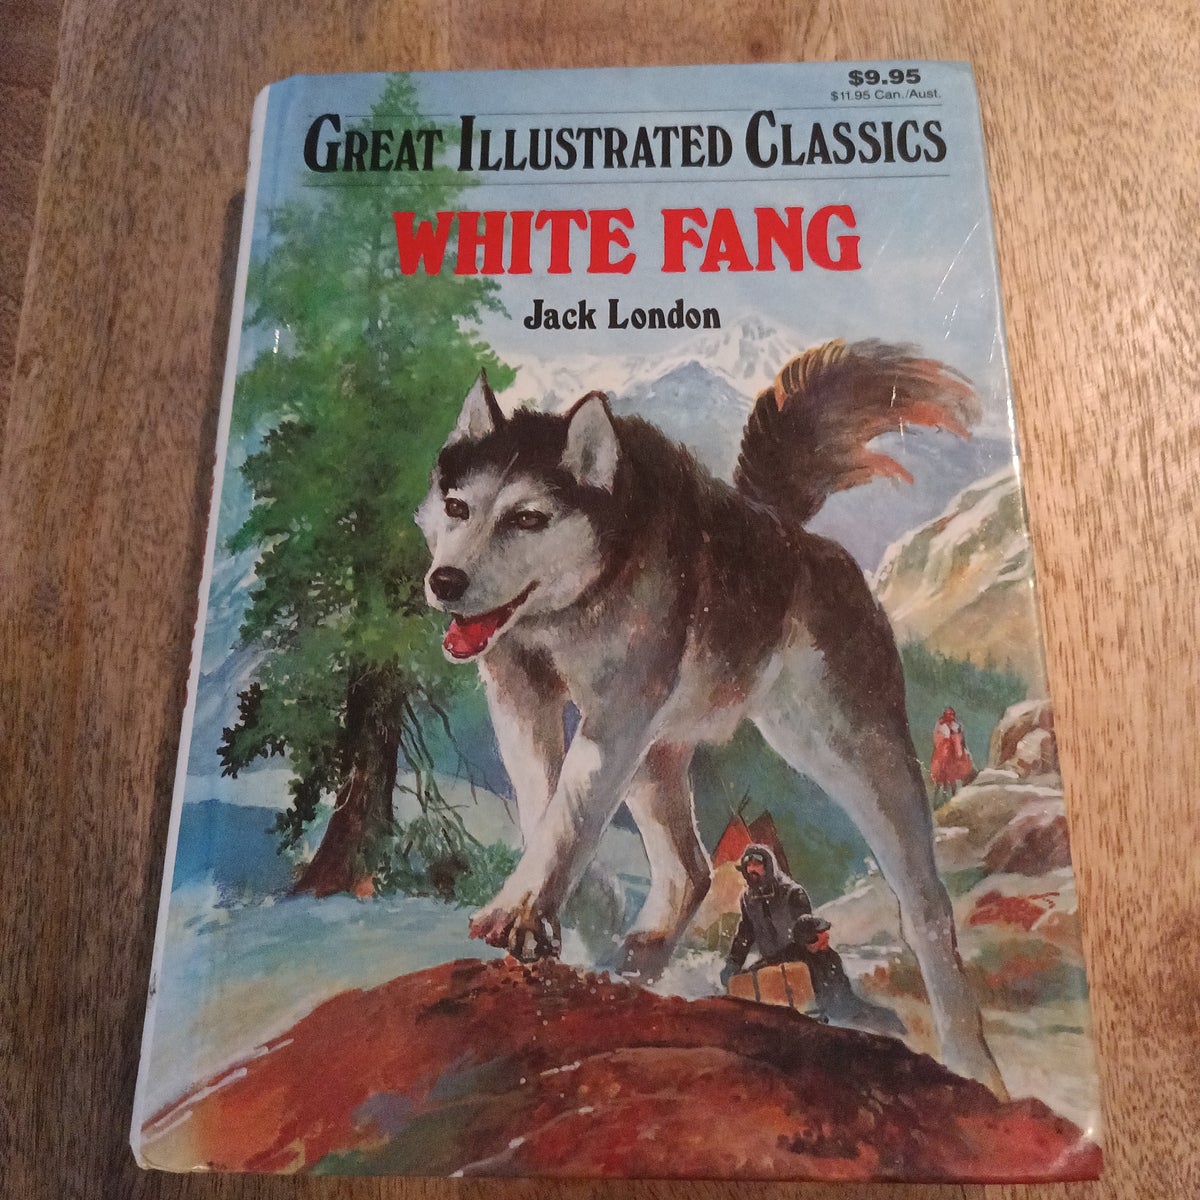 $9.95
$11.95 Can./Aust.
GREAT ILLUSTRATED CLASSICS
WHITE FANG
Jack London